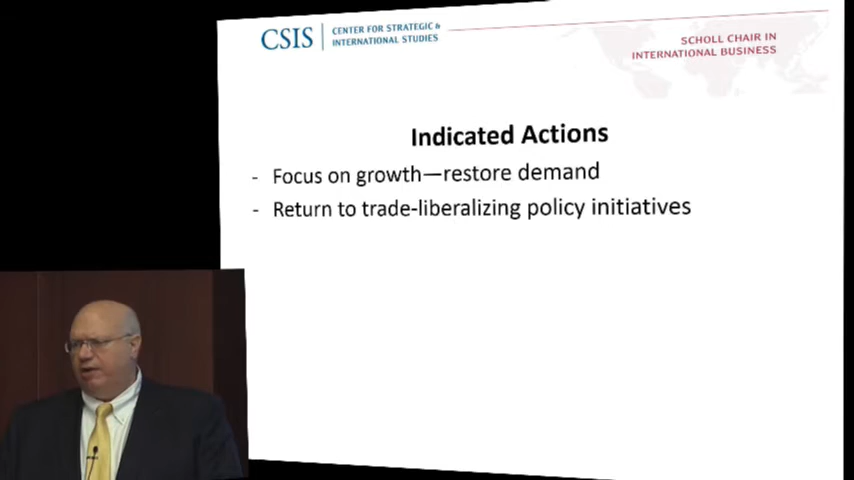 CSIS
CENTER FOR STRATEGIC &
INTERNATIONAL STUDIES
SCHOLL CHAIR IN
INTERNATIONAL BUSINESS
Indicated Actions
- Focus on growth—restore demand
- Return to trade-liberalizing policy initiatives